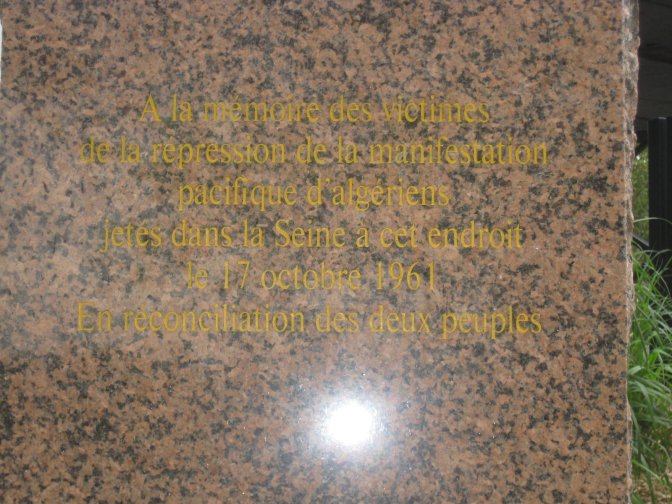 A la mémoire des victimes
de la repression de la manifestation
pacifique d'algériens
jetés dans la Seine à cet endroit
le 17 octobre 1961
En réconciliation des deux peuples